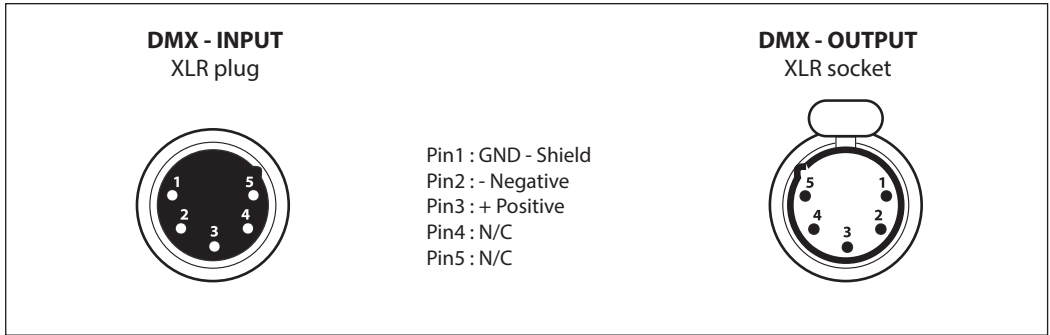 DMX - INPUT
XLR plug
1
5
2
4
3
Pin1 : GND - Shield
Pin2 : - Negative
Pin3 : + Positive
Pin4 : N/C
Pin5 : N/C
DMX - OUTPUT
XLR socket
5
1
4
2
3